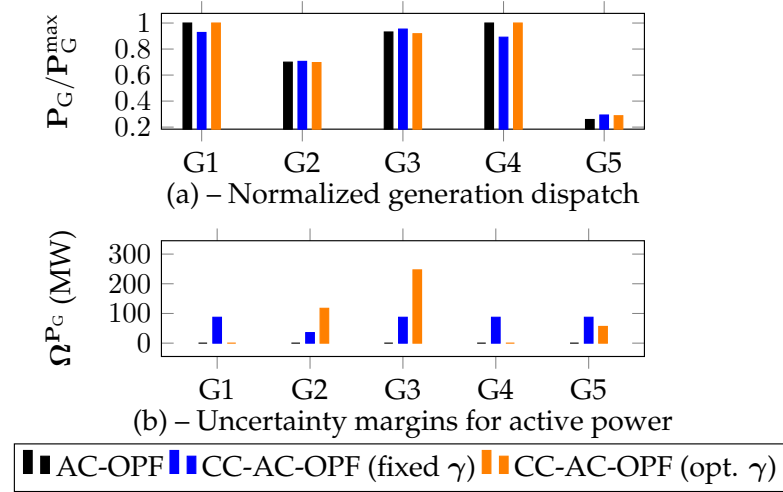 1
0.8
0.6
0.4
0.2
P_G/P_G^max
G1 G2 G3 G4 G5
(a) – Normalized generation dispatch
300
200
100
0
Ω^P_G (MW)
G1 G2 G3 G4 G5
(b) – Uncertainty margins for active power
AC-OPF CC-AC-OPF (fixed γ) CC-AC-OPF (opt. γ)